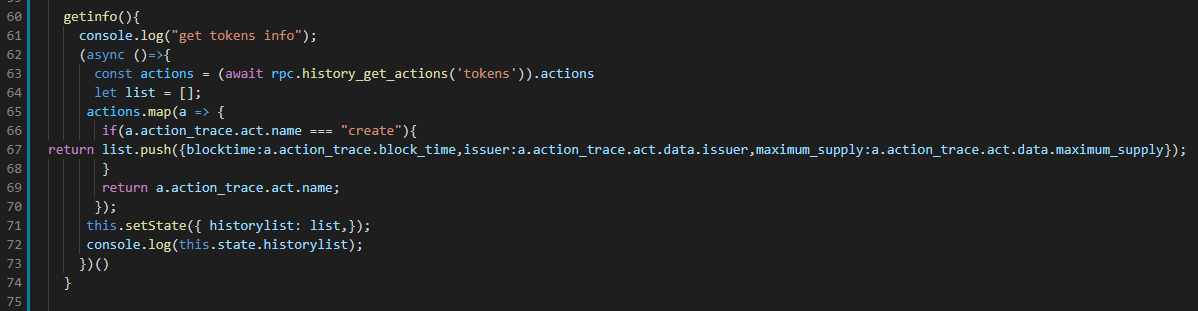 60 getinfo(){
61 console.log("get tokens info");
62 (async ()=>{
63 const actions = (await rpc.history_get_actions('tokens')).actions
64 let list = [];
65 actions.map(a => {
66 if(a.action_trace.act.name === "create"){
67 return list.push({blocktime:a.action_trace.block_time,issuer:a.action_trace.act.data.issuer,maximum_supply:a.action_trace.act.data.maximum_supply});
68 }
69 return a.action_trace.act.name;
70 });
71 this.setState({ historylist: list,});
72 console.log(this.state.historylist);
73 })()
74 }
75